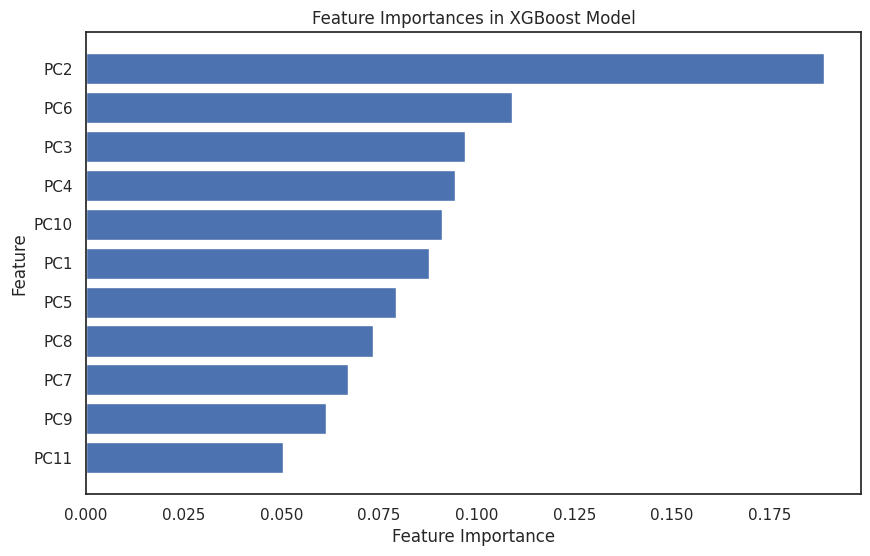 Feature Importances in XGBoost Model
PC2
PC6
PC3
PC4
PC10
PC1
PC5
PC8
PC7
PC9
PC11
Feature
0.000 0.025 0.050 0.075 0.100 0.125 0.150 0.175
Feature Importance